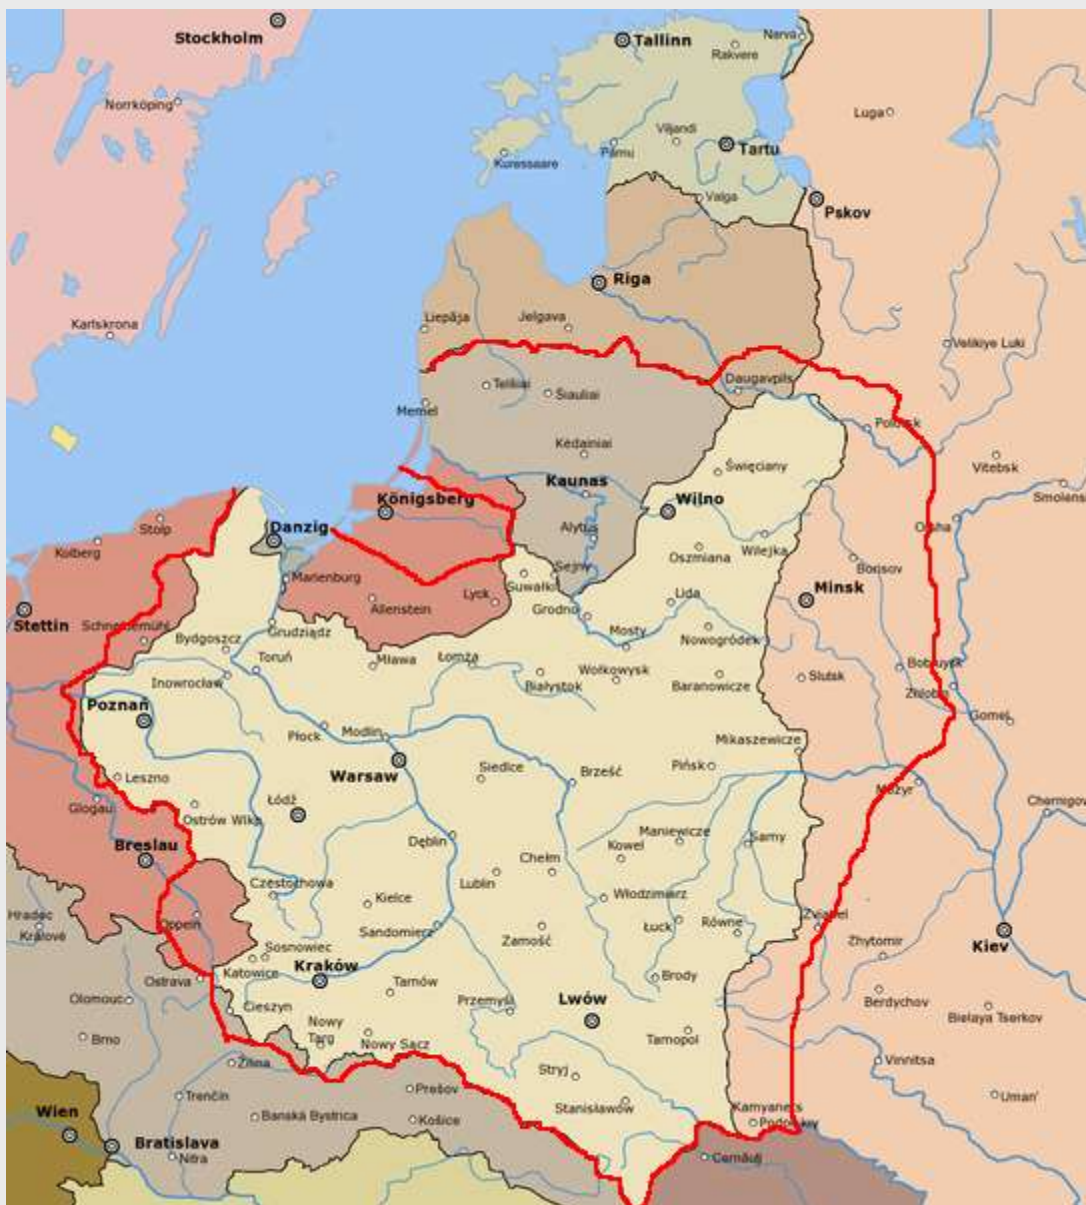 Stockholm
Tallinn
Narva
Rakvere
Norrköping
Luga
Viljandi
Pärnu
Tartu
Kuressaare
Valga
Pskov
Riga
Karlskrona
Liepāja
Jelgava
Velikiye Luki
Telšiai
Šiauliai
Daugavpils
Memel
Polotsk
Kėdainiai
Święciany
Vitebsk
Kaunas
Smolensk
Königsberg
Wilno
Stolp
Danzig
Alytus
Orsha
Kolberg
Oszmiana
Wilejka
Borisov
Marienburg
Suwałki
Sejny
Stettin
Allenstein
Lyck
Grodno
Lida
Minsk
Schneidemühl
Grudziądz
Mosty
Nowogródek
Bydgoszcz
Toruń
Mława
Łomża
Wołkowysk
Bobruysk
Inowrocław
Białystok
Baranowicze
Slutsk
Żłobin
Poznań
Gomel
Płock
Modlin
Mikaszewicze
Warsaw
Siedlce
Brześć
Pińsk
Leszno
Mozyr
Glogau
Łódź
Ostrów Wlkp
Chernigov
Dęblin
Maniewicze
Sarny
Breslau
Chełm
Kowel
Częstochowa
Lublin
Kielce
Włodzimierz
Hradec
Králové
Oppeln
Zviahel
Sandomierz
Zamość
Łuck
Równe
Kiev
Zhytomir
Sosnowiec
Katowice
Kraków
Ostrava
Tarnów
Brody
Olomouc
Cieszyn
Przemyśl
Lwów
Berdychov
Bielaya Tserkov
Nowy
Targ
Nowy Sącz
Tarnopol
Brno
Žilina
Stryj
Vinnitsa
Prešov
Trenčin
Uman'
Wien
Banská Bystrica
Košice
Stanisławów
Kamyanets
Podolskiy
Bratislava
Nitra
Cernăuţi